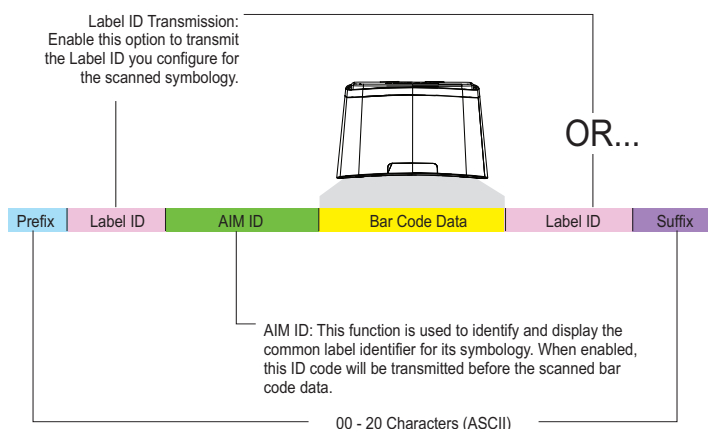 Label ID Transmission:
Enable this option to transmit
the Label ID you configure for
the scanned symbology.
OR...
Prefix
Label ID
AIM ID
Bar Code Data
Label ID
Suffix
AIM ID: This function is used to identify and display the
common label identifier for its symbology. When enabled,
this ID code will be transmitted before the scanned bar
code data.
00 - 20 Characters (ASCII)